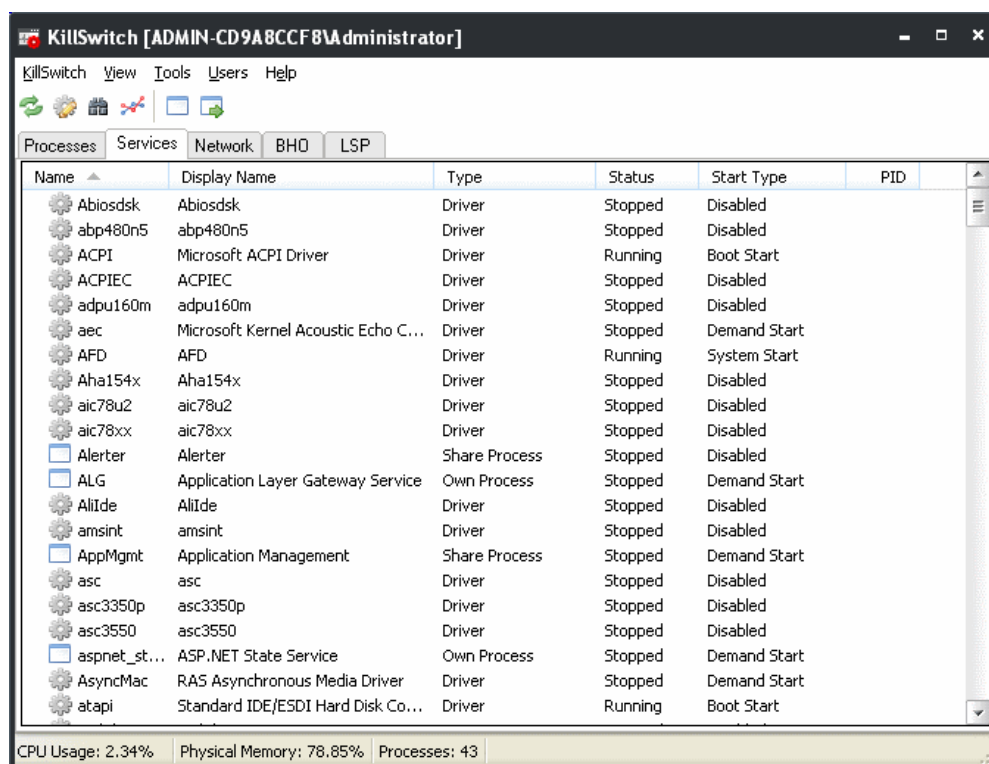 KillSwitch [ADMIN-CD9A8CCF8\Administrator]
KillSwitch View Tools Users Help
Processes Services Network BHO LSP
Name Display Name Type Status Start Type PID
Abiosdsk Abiosdsk Driver Stopped Disabled
abp480n5 abp480n5 Driver Stopped Disabled
ACPI Microsoft ACPI Driver Driver Running Boot Start
ACPIEC ACPIEC Driver Stopped Disabled
adpu160m adpu160m Driver Stopped Disabled
aec Microsoft Kernel Acoustic Echo C... Driver Stopped Demand Start
AFD AFD Driver Running System Start
Aha154x Aha154x Driver Stopped Disabled
aic78u2 aic78u2 Driver Stopped Disabled
aic78xx aic78xx Driver Stopped Disabled
Alerter Alerter Share Process Stopped Disabled
ALG Application Layer Gateway Service Own Process Stopped Demand Start
AliIde AliIde Driver Stopped Disabled
amsint amsint Driver Stopped Disabled
AppMgmt Application Management Share Process Stopped Demand Start
asc asc Driver Stopped Disabled
asc3350p asc3350p Driver Stopped Disabled
asc3550 asc3550 Driver Stopped Disabled
aspnet_st... ASP.NET State Service Own Process Stopped Demand Start
AsyncMac RAS Asynchronous Media Driver Driver Stopped Demand Start
atapi Standard IDE/ESDI Hard Disk Co... Driver Running Boot Start
CPU Usage: 2.34% Physical Memory: 78.85% Processes: 43